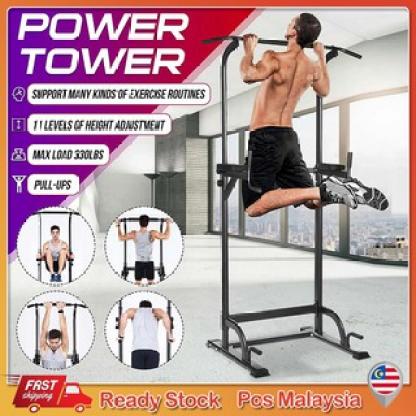 POWER
TOWER
SUPPORT MANY KINDS OF EXERCISE ROUTINES
11 LEVELS OF HEIGHT ADJUSTMENT
MAX LOAD 330LBS
PULL-UPS
FAST
shipping
Ready Stock Pos Malaysia